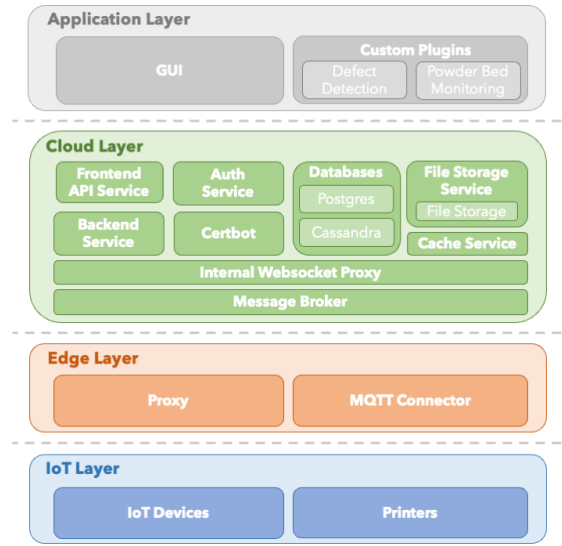 Application Layer
GUI
Custom Plugins
Defect
Detection
Powder Bed
Monitoring
Cloud Layer
Frontend
API Service
Auth
Service
Databases
Postgres
Cassandra
File Storage
Service
File Storage
Backend
Service
Certbot
Cache Service
Internal Websocket Proxy
Message Broker
Edge Layer
Proxy
MQTT Connector
IoT Layer
IoT Devices
Printers